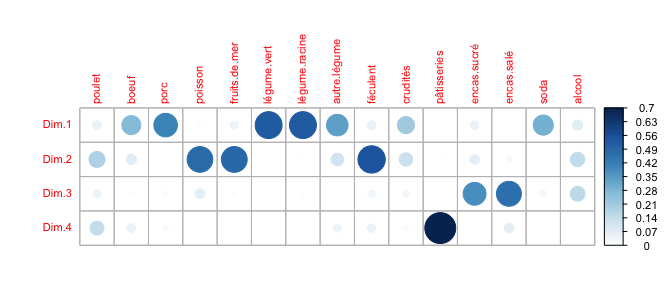 poulet
boeuf
porc
poisson
fruits.de.mer
légume.vert
légume.racine
autre.légume
féculent
crudités
pâtisseries
encas.sucré
encas.salé
soda
alcool
Dim.1
Dim.2
Dim.3
Dim.4
0.7
0.63
0.56
0.49
0.42
0.35
0.28
0.21
0.14
0.07
0